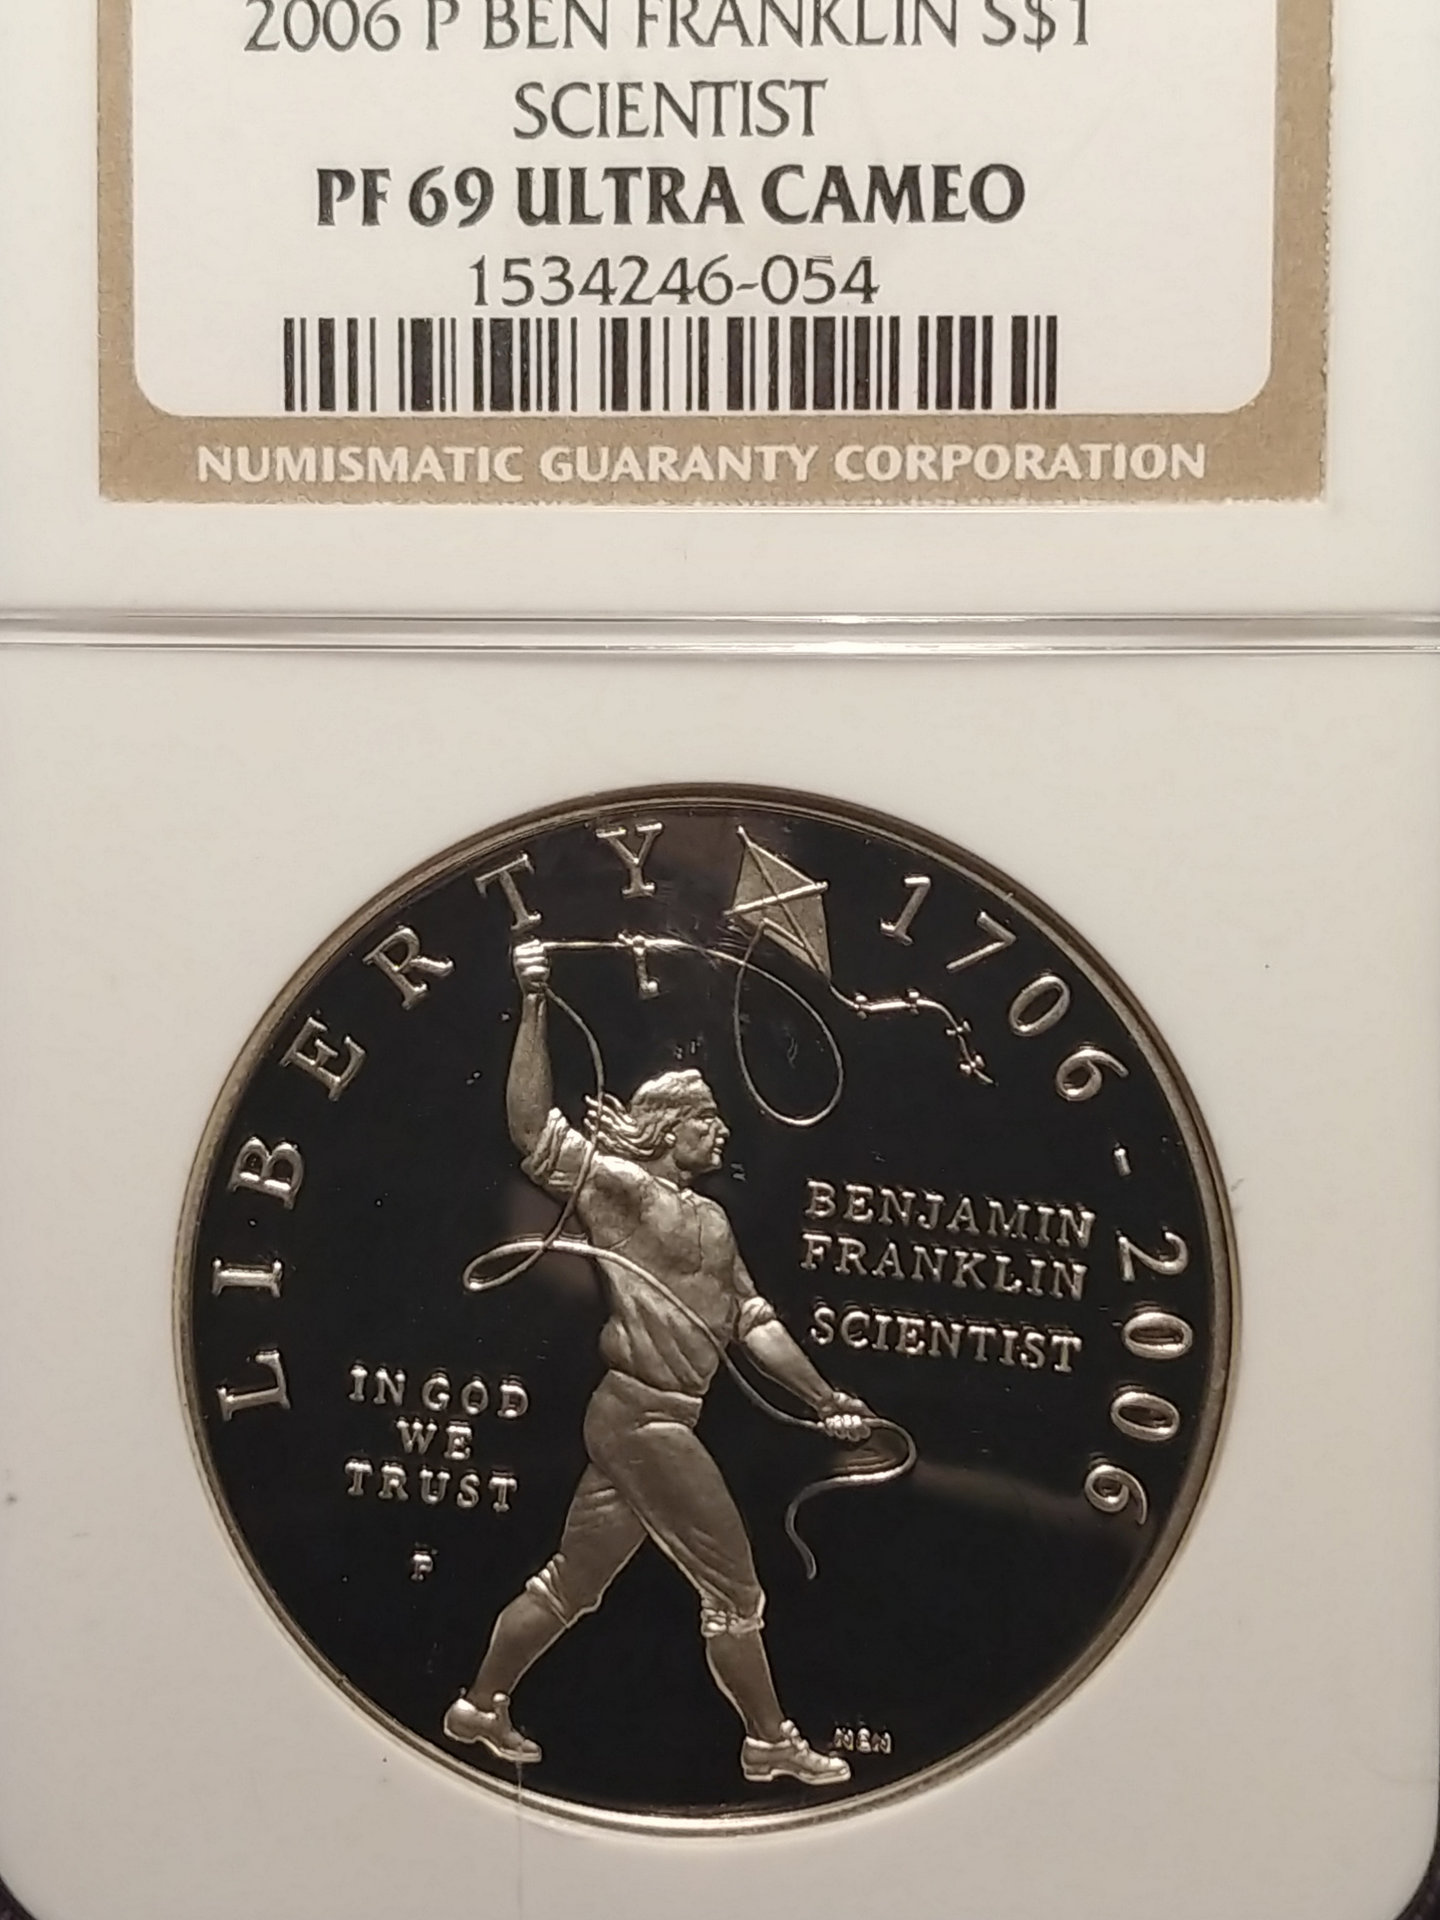 2006 P BEN FRANKLIN S$1
SCIENTIST
PF 69 ULTRA CAMEO
1534246-054
NUMISMATIC GUARANTY CORPORATION
LIBERTY 1706-2006
BENJAMIN
FRANKLIN
SCIENTIST
IN GOD
WE
TRUST
P
NEN